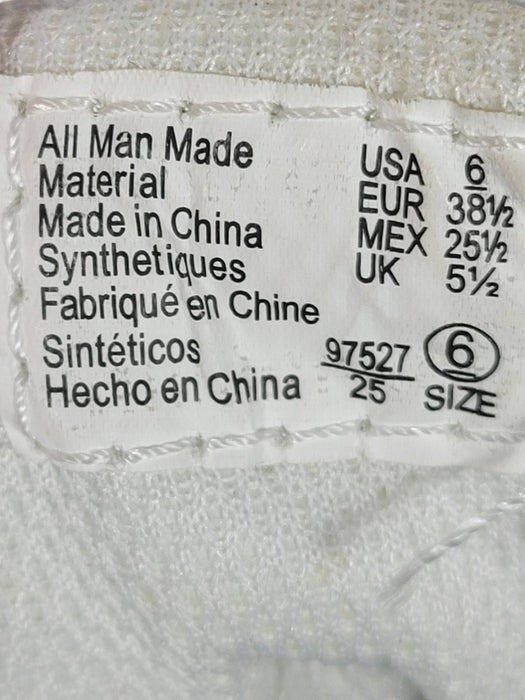 All Man Made
Material
Made in China
Synthetiques
Fabriqué en Chine
Sintéticos
Hecho en China
USA 6
EUR 38½
MEX 25½
UK 5½
97527
25
6
SIZE